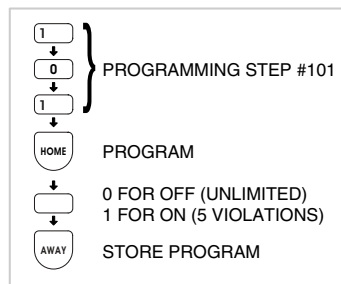 1
0
PROGRAMMING STEP #101
1
HOME
PROGRAM
0 FOR OFF (UNLIMITED)
1 FOR ON (5 VIOLATIONS)
AWAY
STORE PROGRAM